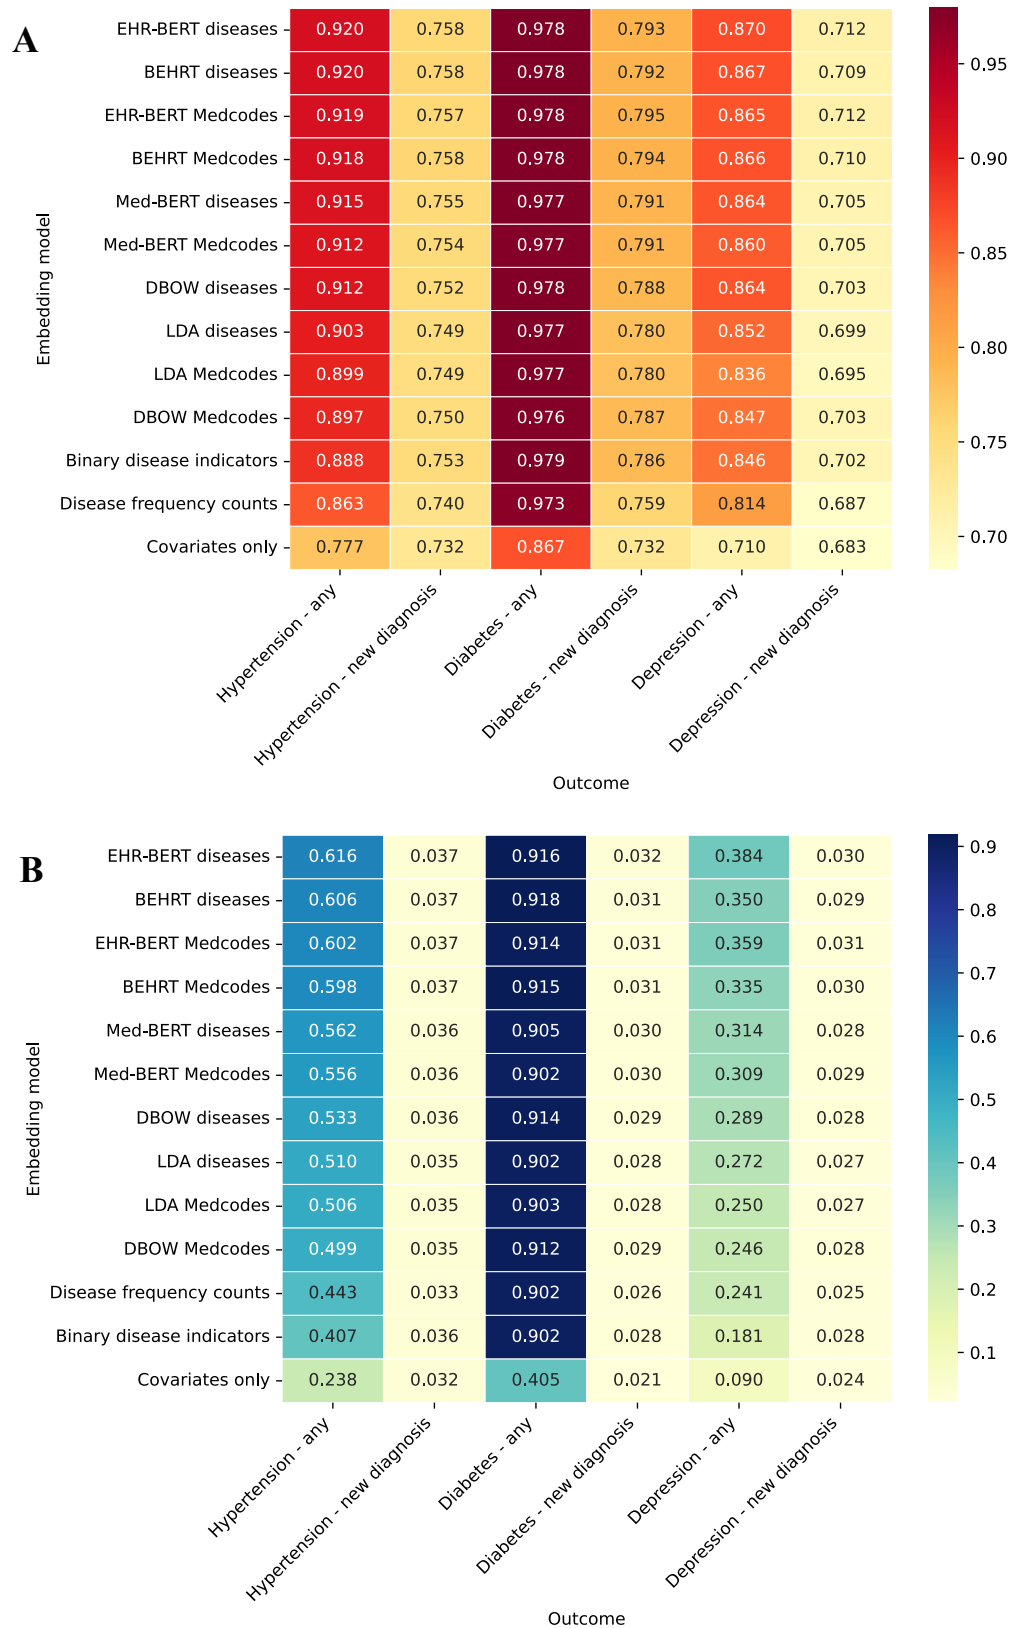 A
Embedding model
EHR-BERT diseases 0.920 0.758 0.978 0.793 0.870 0.712
BEHRT diseases 0.920 0.758 0.978 0.792 0.867 0.709
EHR-BERT Medcodes 0.919 0.757 0.978 0.795 0.865 0.712
BEHRT Medcodes 0.918 0.758 0.978 0.794 0.866 0.710
Med-BERT diseases 0.915 0.755 0.977 0.791 0.864 0.705
Med-BERT Medcodes 0.912 0.754 0.977 0.791 0.860 0.705
DBOW diseases 0.912 0.752 0.978 0.788 0.864 0.703
LDA diseases 0.903 0.749 0.977 0.780 0.852 0.699
LDA Medcodes 0.899 0.749 0.977 0.780 0.836 0.695
DBOW Medcodes 0.897 0.750 0.976 0.787 0.847 0.703
Binary disease indicators 0.888 0.753 0.979 0.786 0.846 0.702
Disease frequency counts 0.863 0.740 0.973 0.759 0.814 0.687
Covariates only 0.777 0.732 0.867 0.732 0.710 0.683
Hypertension - any
Hypertension - new diagnosis
Diabetes - any
Diabetes - new diagnosis
Depression - any
Depression - new diagnosis
Outcome
0.95
0.90
0.85
0.80
0.75
0.70
B
Embedding model
EHR-BERT diseases 0.616 0.037 0.916 0.032 0.384 0.030
BEHRT diseases 0.606 0.037 0.918 0.031 0.350 0.029
EHR-BERT Medcodes 0.602 0.037 0.914 0.031 0.359 0.031
BEHRT Medcodes 0.598 0.037 0.915 0.031 0.335 0.030
Med-BERT diseases 0.562 0.036 0.905 0.030 0.314 0.028
Med-BERT Medcodes 0.556 0.036 0.902 0.030 0.309 0.029
DBOW diseases 0.533 0.036 0.914 0.029 0.289 0.028
LDA diseases 0.510 0.035 0.902 0.028 0.272 0.027
LDA Medcodes 0.506 0.035 0.903 0.028 0.250 0.027
DBOW Medcodes 0.499 0.035 0.912 0.029 0.246 0.028
Disease frequency counts 0.443 0.033 0.902 0.026 0.241 0.025
Binary disease indicators 0.407 0.036 0.902 0.028 0.181 0.028
Covariates only 0.238 0.032 0.405 0.021 0.090 0.024
Hypertension - any
Hypertension - new diagnosis
Diabetes - any
Diabetes - new diagnosis
Depression - any
Depression - new diagnosis
Outcome
0.9
0.8
0.7
0.6
0.5
0.4
0.3
0.2
0.1